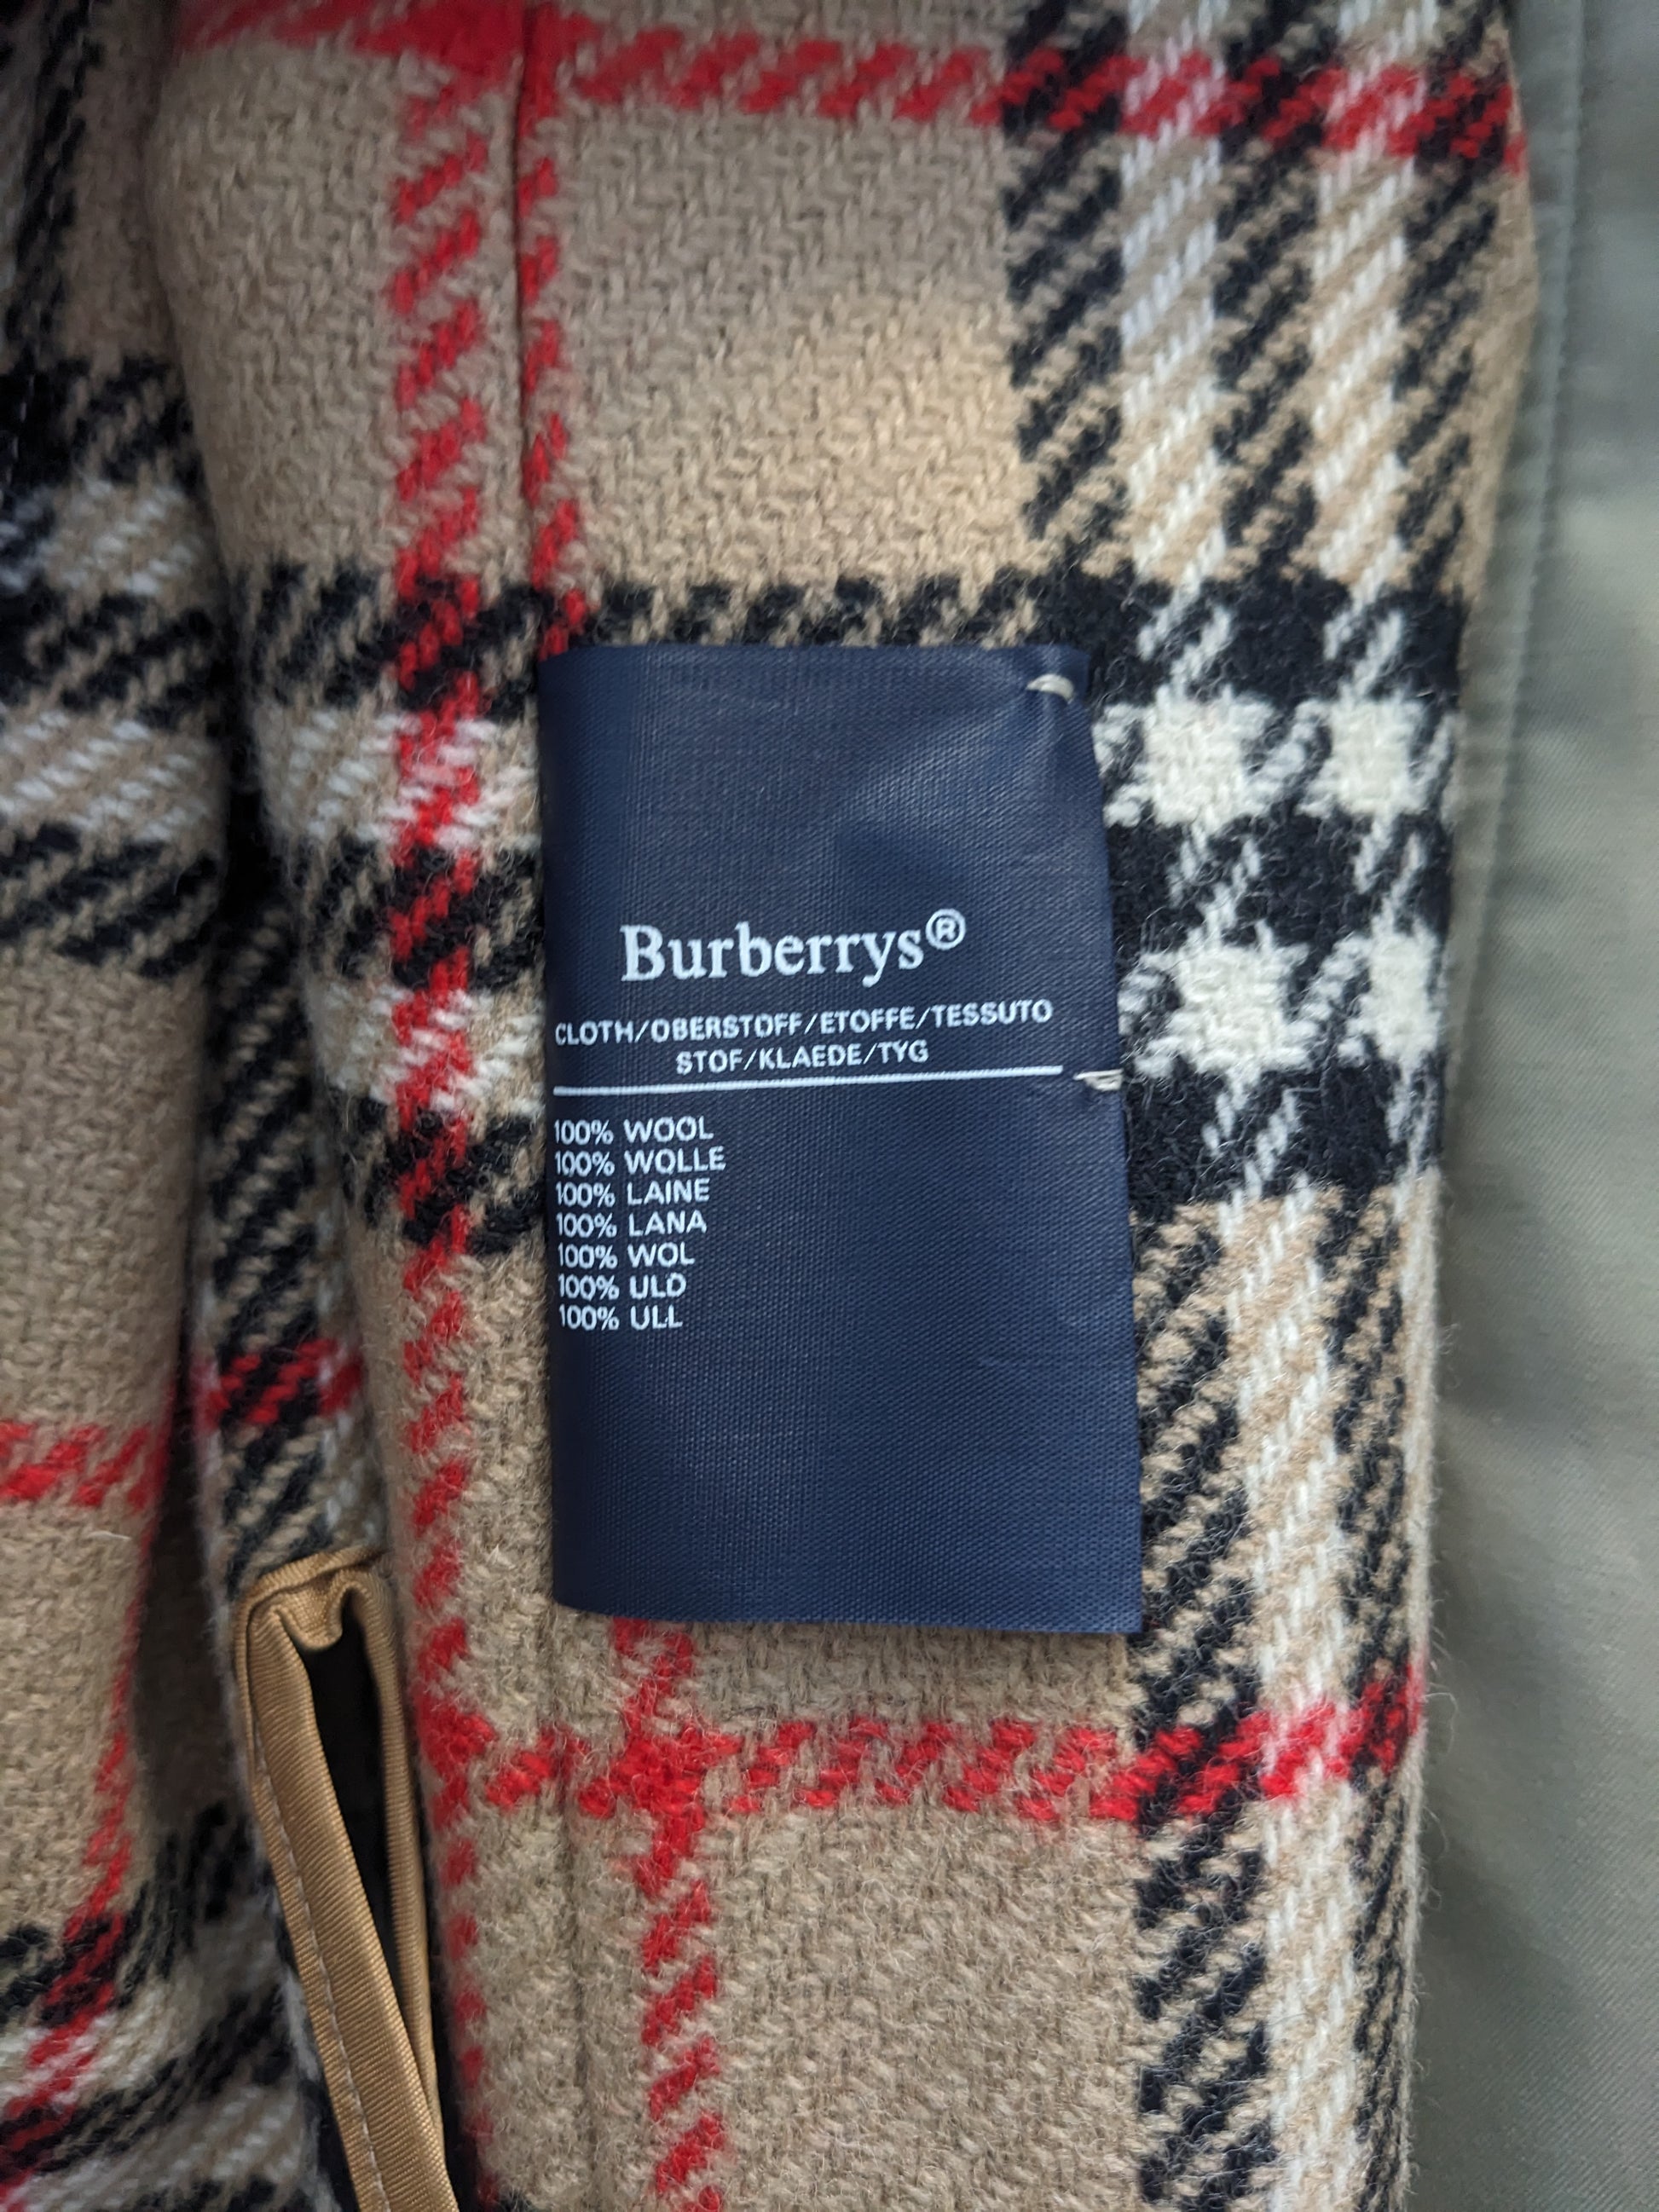 Burberrys®
CLOTH/OBERSTOFF/ETOFFE/TESSUTO
STOF/KLAEDE/TYG
100% WOOL
100% WOLLE
100% LAINE
100% LANA
100% WOL
100% ULD
100% ULL